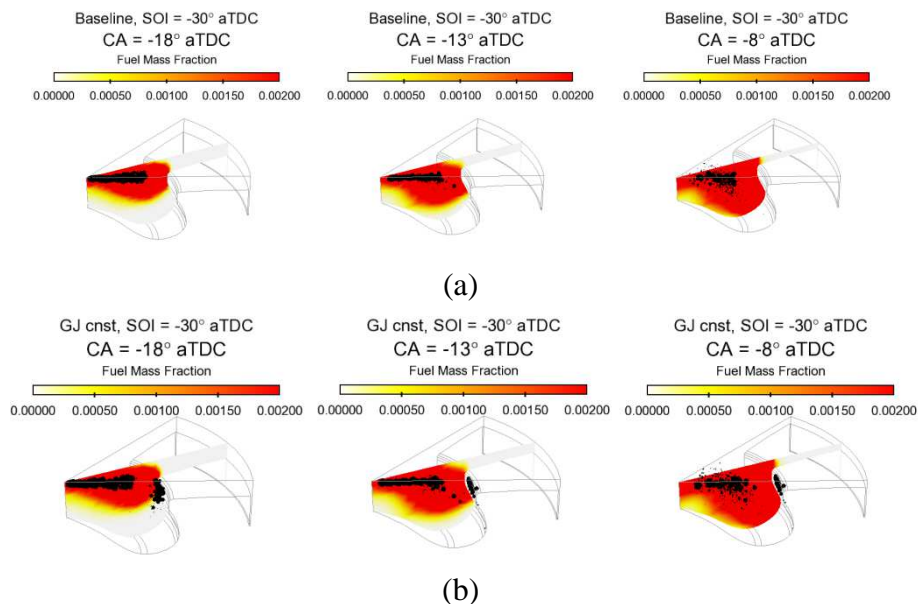 Baseline, SOI = -30° aTDC
CA = -18° aTDC
Fuel Mass Fraction
0.00000 0.00050 0.00100 0.00150 0.00200
Baseline, SOI = -30° aTDC
CA = -13° aTDC
Fuel Mass Fraction
0.00000 0.00050 0.00100 0.00150 0.00200
Baseline, SOI = -30° aTDC
CA = -8° aTDC
Fuel Mass Fraction
0.00000 0.00050 0.00100 0.00150 0.00200
(a)
GJ cnst, SOI = -30° aTDC
CA = -18° aTDC
Fuel Mass Fraction
0.00000 0.00050 0.00100 0.00150 0.00200
GJ cnst, SOI = -30° aTDC
CA = -13° aTDC
Fuel Mass Fraction
0.00000 0.00050 0.00100 0.00150 0.00200
GJ cnst, SOI = -30° aTDC
CA = -8° aTDC
Fuel Mass Fraction
0.00000 0.00050 0.00100 0.00150 0.00200
(b)